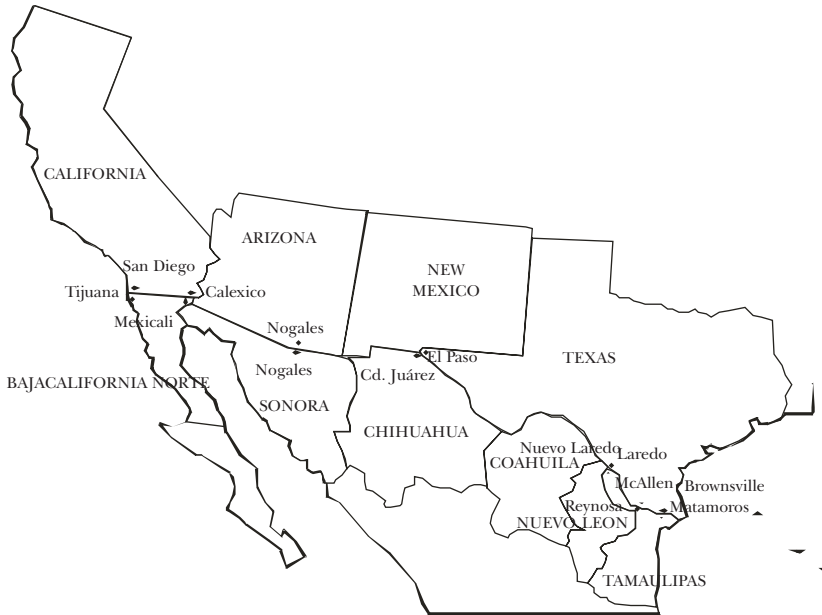 CALIFORNIA
ARIZONA
San Diego
NEW
MEXICO
Tijuana
Calexico
Mexicali
Nogales
El Paso
TEXAS
Nogales
Cd. Juárez
BAJACALIFORNIA NORTE
SONORA
CHIHUAHUA
Nuevo Laredo
Laredo
COAHUILA
McAllen
Brownsville
Reynosa
Matamoros
NUEVO LEON
TAMAULIPAS